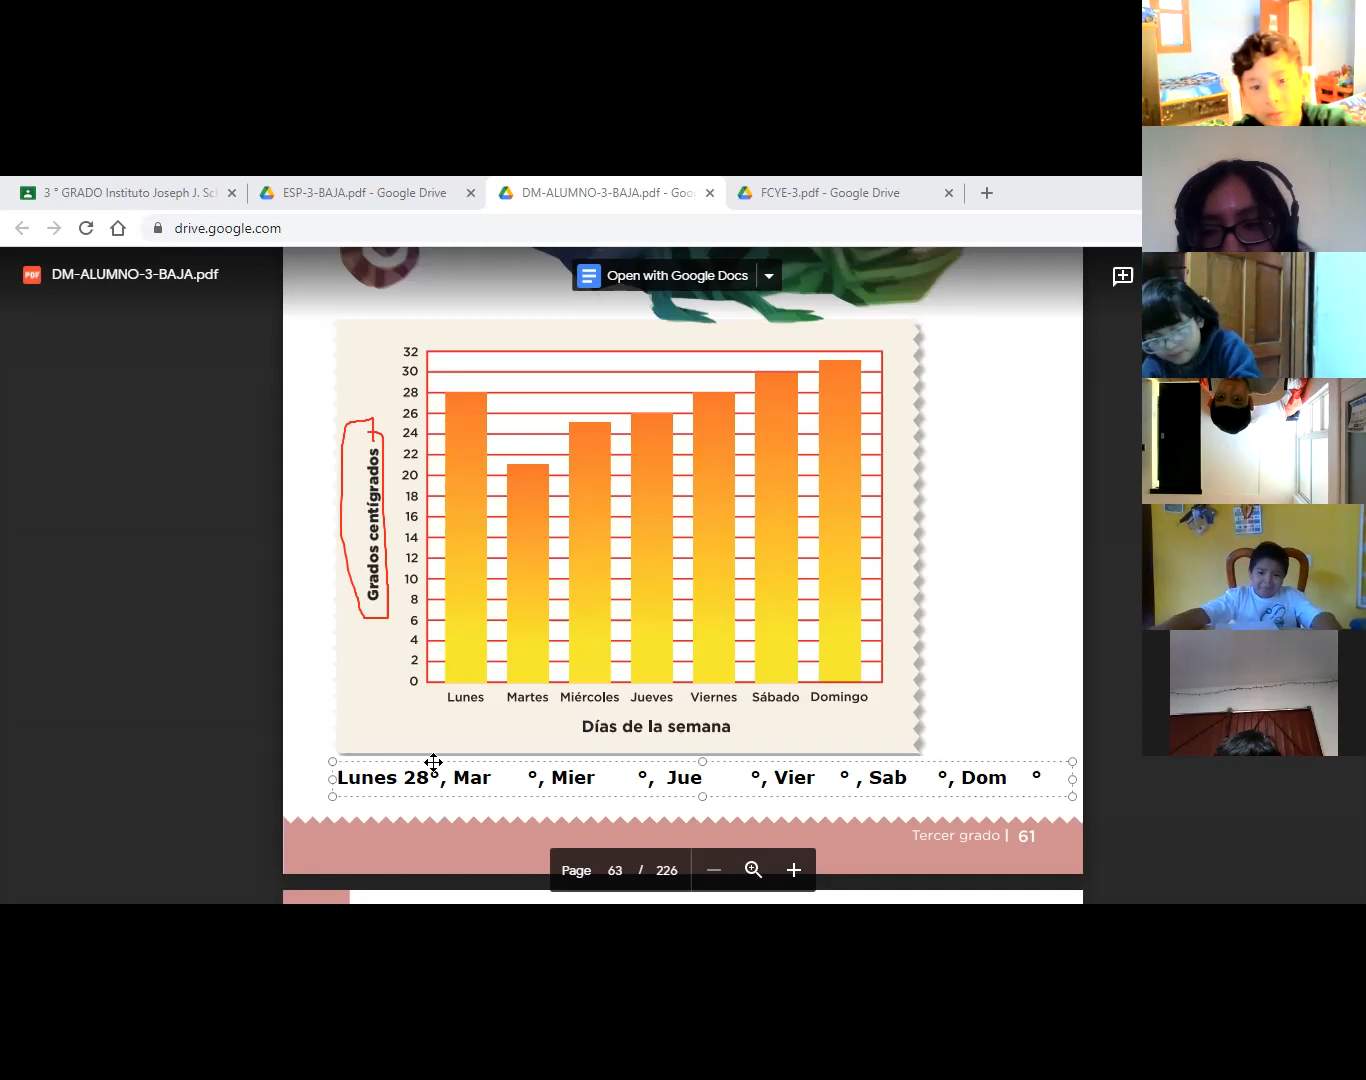 3 ° GRADO Instituto Joseph J. Sc
ESP-3-BAJA.pdf - Google Drive
DM-ALUMNO-3-BAJA.pdf - Goo
FCYE-3.pdf - Google Drive
drive.google.com
PDF
DM-ALUMNO-3-BAJA.pdf
Open with Google Docs
32
30
28
26
24
22
20
18
16
14
12
10
8
6
4
2
0
Grados centígrados
Lunes Martes Miércoles Jueves Viernes Sábado Domingo
Días de la semana
Lunes 28°, Mar °, Mier °, Jue °, Vier ° , Sab °, Dom °
Tercer grado | 61
Page 63 / 226